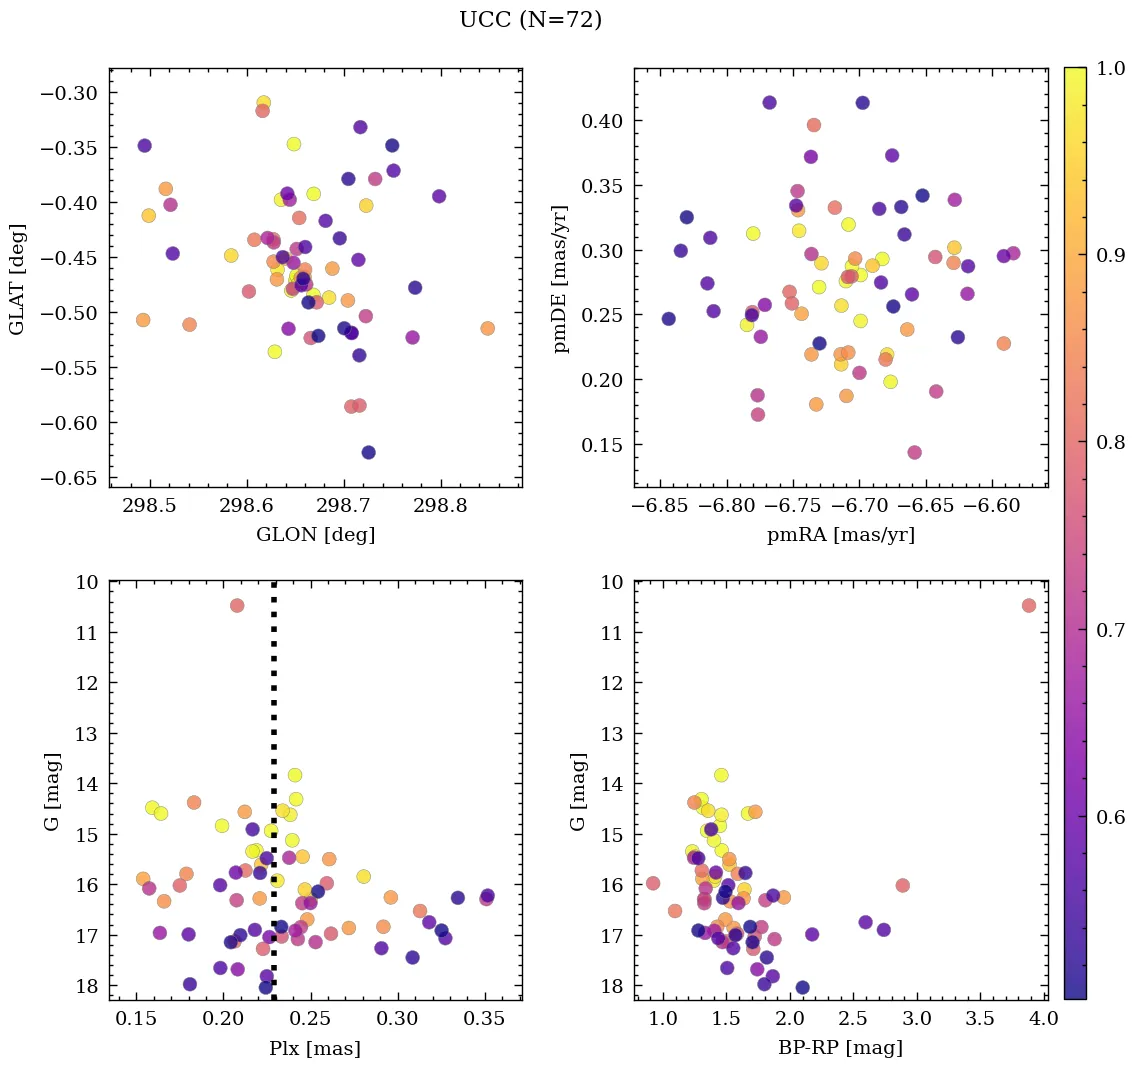 UCC (N=72)
−0.30
−0.35
−0.40
−0.45
−0.50
−0.55
−0.60
−0.65
GLAT [deg]
298.5 298.6 298.7 298.8
GLON [deg]
0.40
0.35
0.30
0.25
0.20
0.15
pmDE [mas/yr]
−6.85 −6.80 −6.75 −6.70 −6.65 −6.60
pmRA [mas/yr]
1.0
0.9
0.8
0.7
0.6
10
11
12
13
14
15
16
17
18
G [mag]
0.15 0.20 0.25 0.30 0.35
Plx [mas]
10
11
12
13
14
15
16
17
18
G [mag]
1.0 1.5 2.0 2.5 3.0 3.5 4.0
BP-RP [mag]